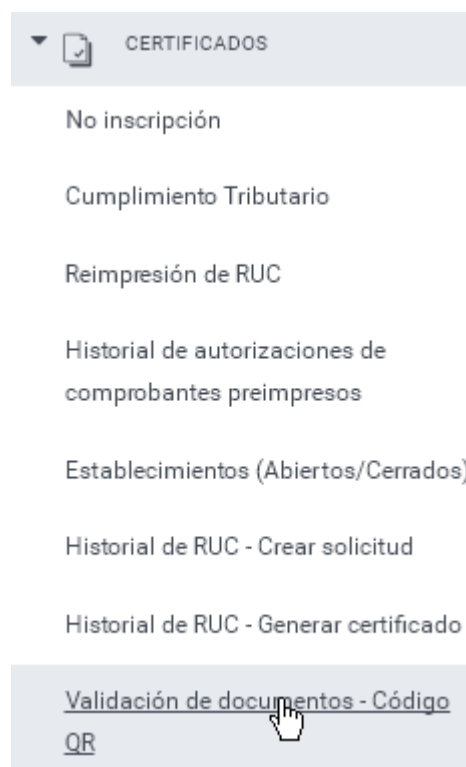 CERTIFICADOS
No inscripción
Cumplimiento Tributario
Reimpresión de RUC
Historial de autorizaciones de
comprobantes preimpresos
Establecimientos (Abiertos/Cerrados)
Historial de RUC - Crear solicitud
Historial de RUC - Generar certificado
Validación de documentos - Código
QR